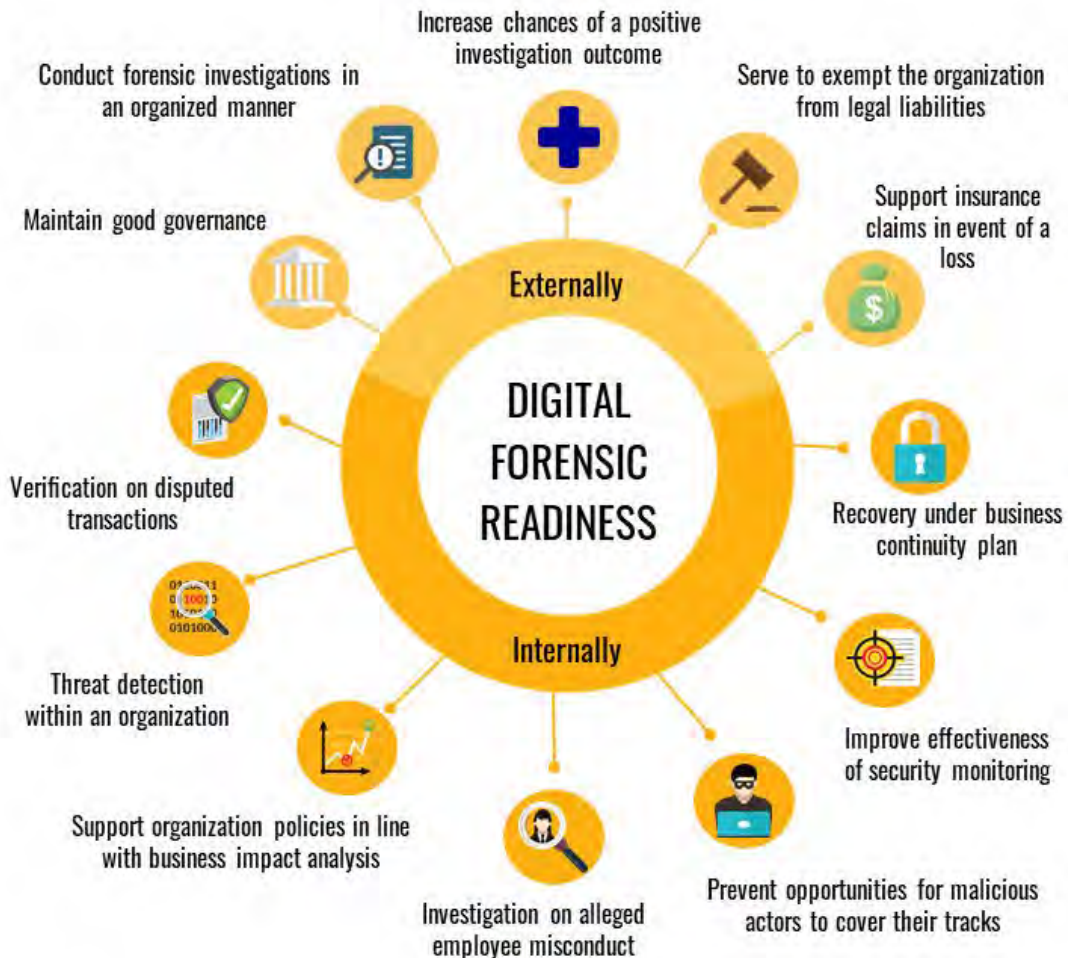 Increase chances of a positive
investigation outcome
Conduct forensic investigations in
an organized manner
Serve to exempt the organization
from legal liabilities
Maintain good governance
Support insurance
claims in event of a
loss
Externally
DIGITAL
FORENSIC
READINESS
Internally
Verification on disputed
transactions
Recovery under business
continuity plan
Threat detection
within an organization
Improve effectiveness
of security monitoring
Support organization policies in line
with business impact analysis
Prevent opportunities for malicious
actors to cover their tracks
Investigation on alleged
employee misconduct
$
0101000